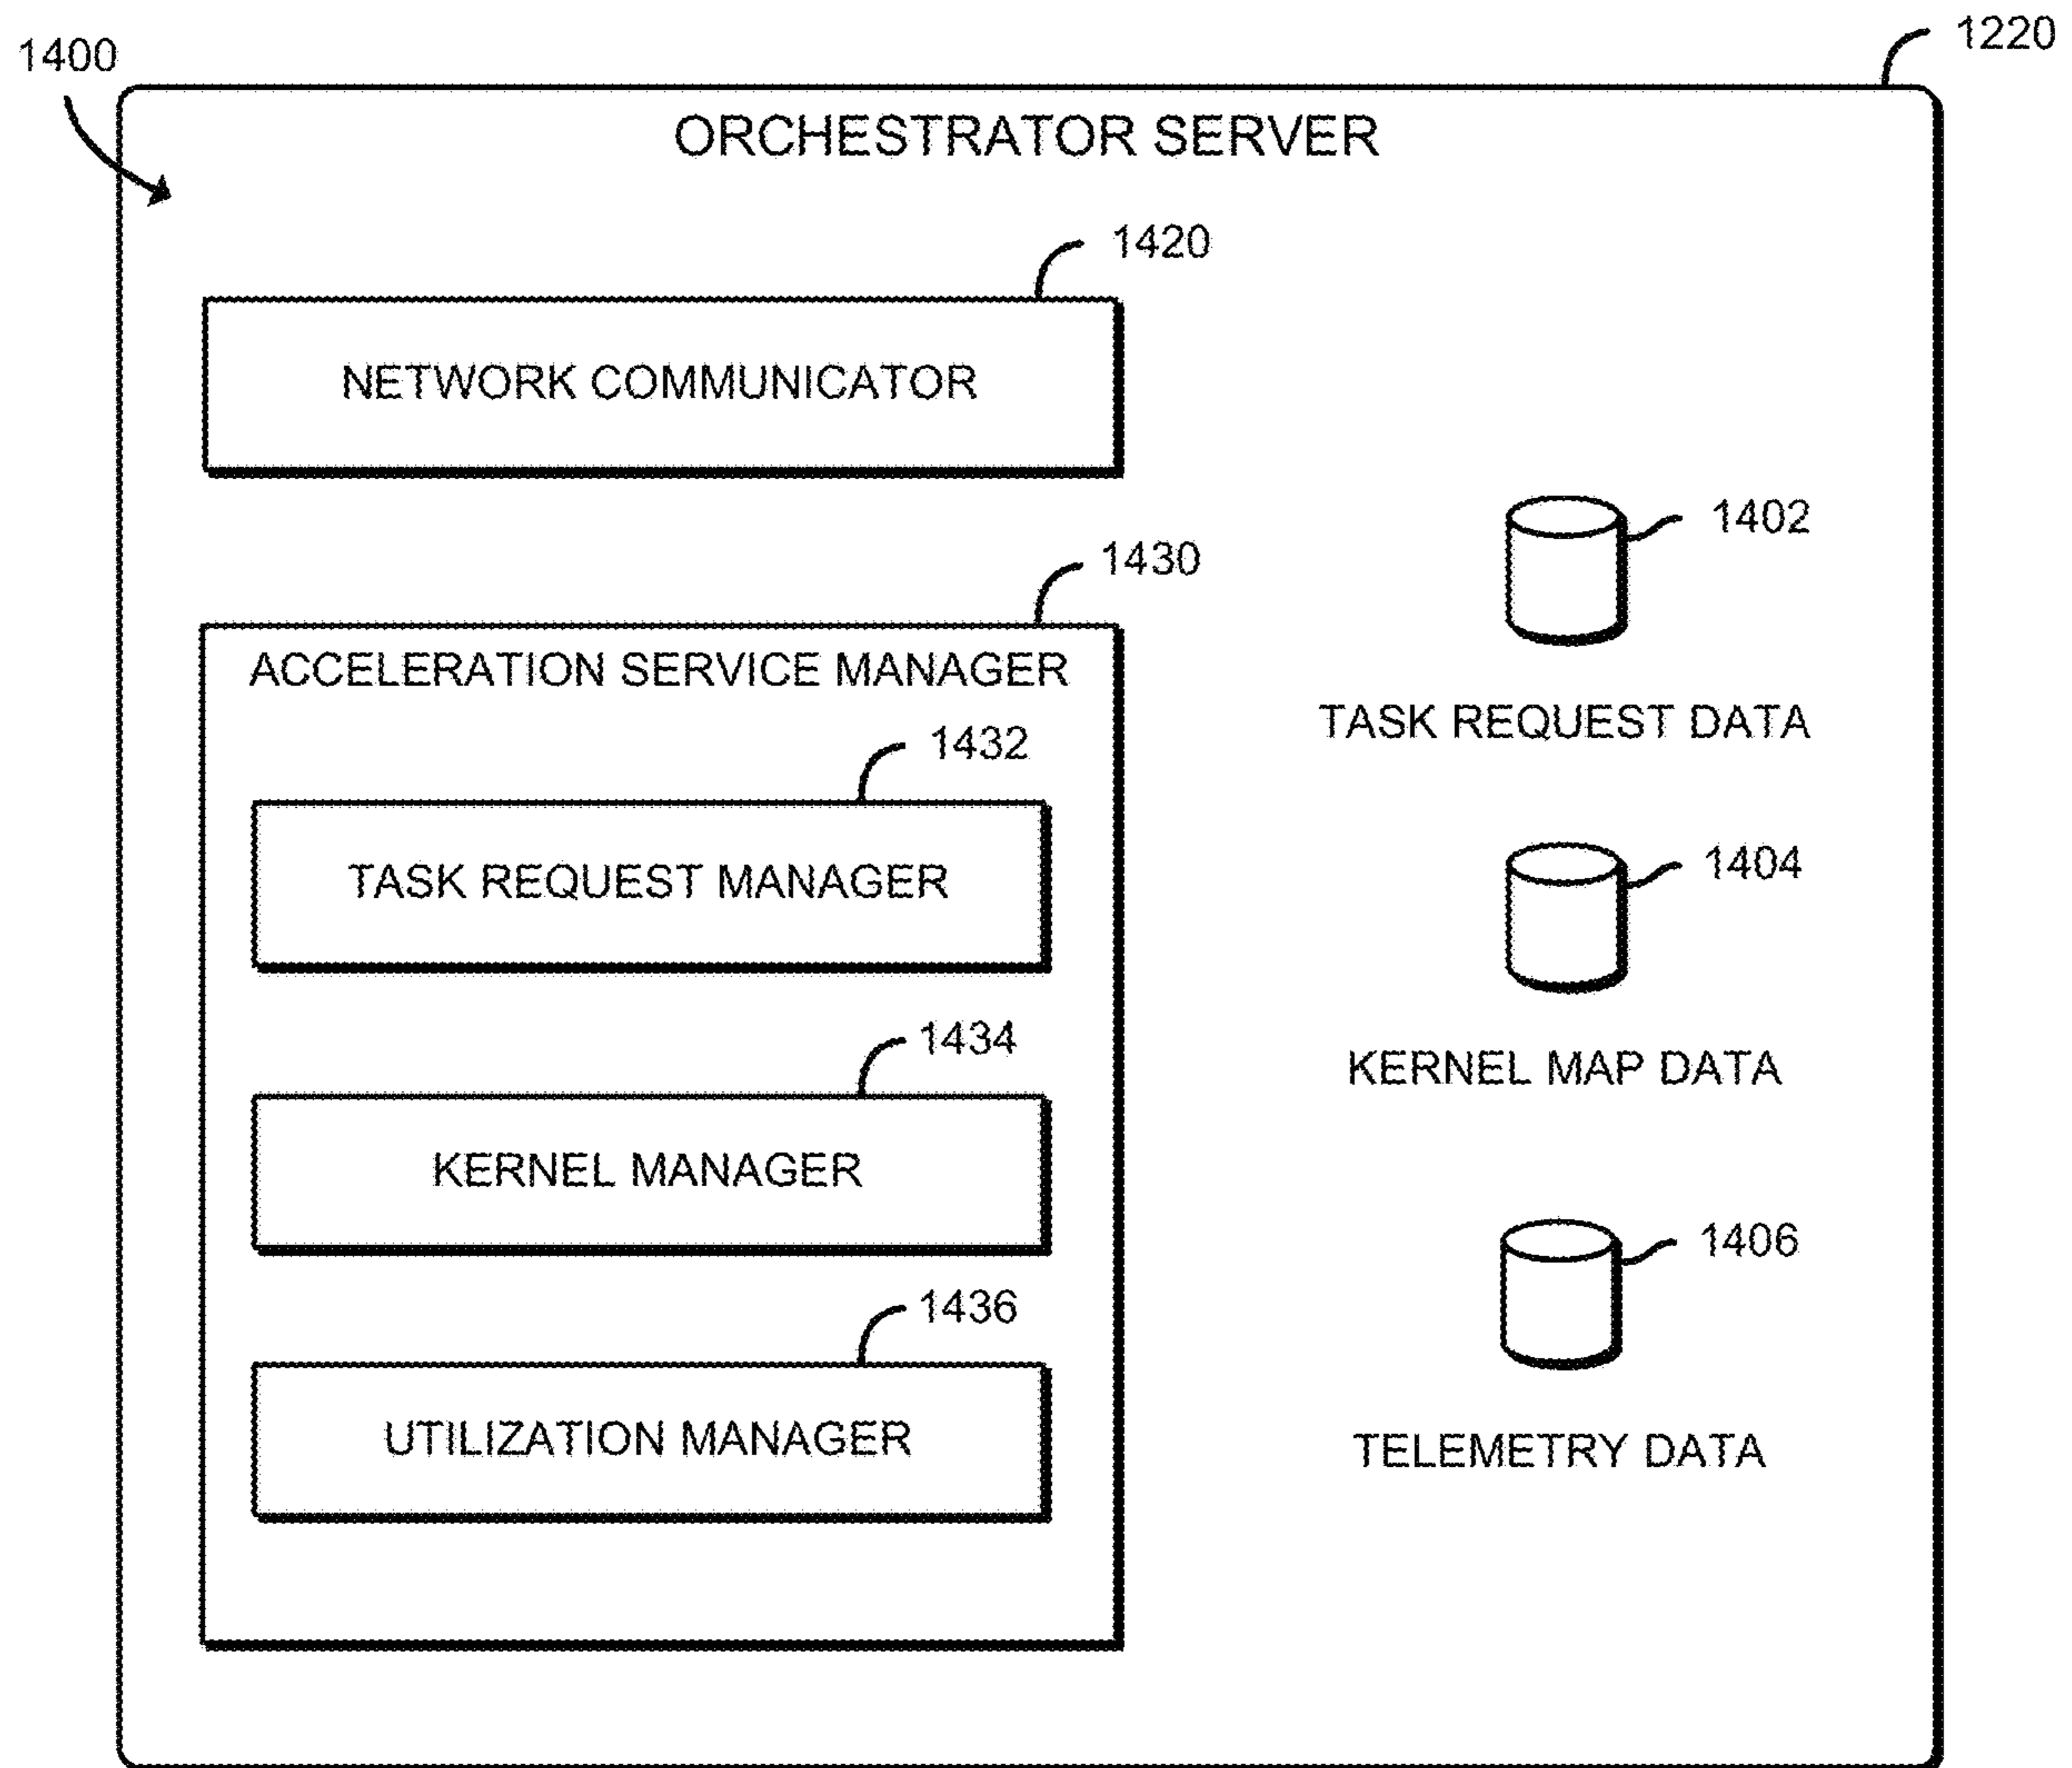 1220
1400
ORCHESTRATOR SERVER
1420
NETWORK COMMUNICATOR
1430
ACCELERATION SERVICE MANAGER
1432
TASK REQUEST MANAGER
1434
KERNEL MANAGER
1436
UTILIZATION MANAGER
1402
TASK REQUEST DATA
1404
KERNEL MAP DATA
1406
TELEMETRY DATA